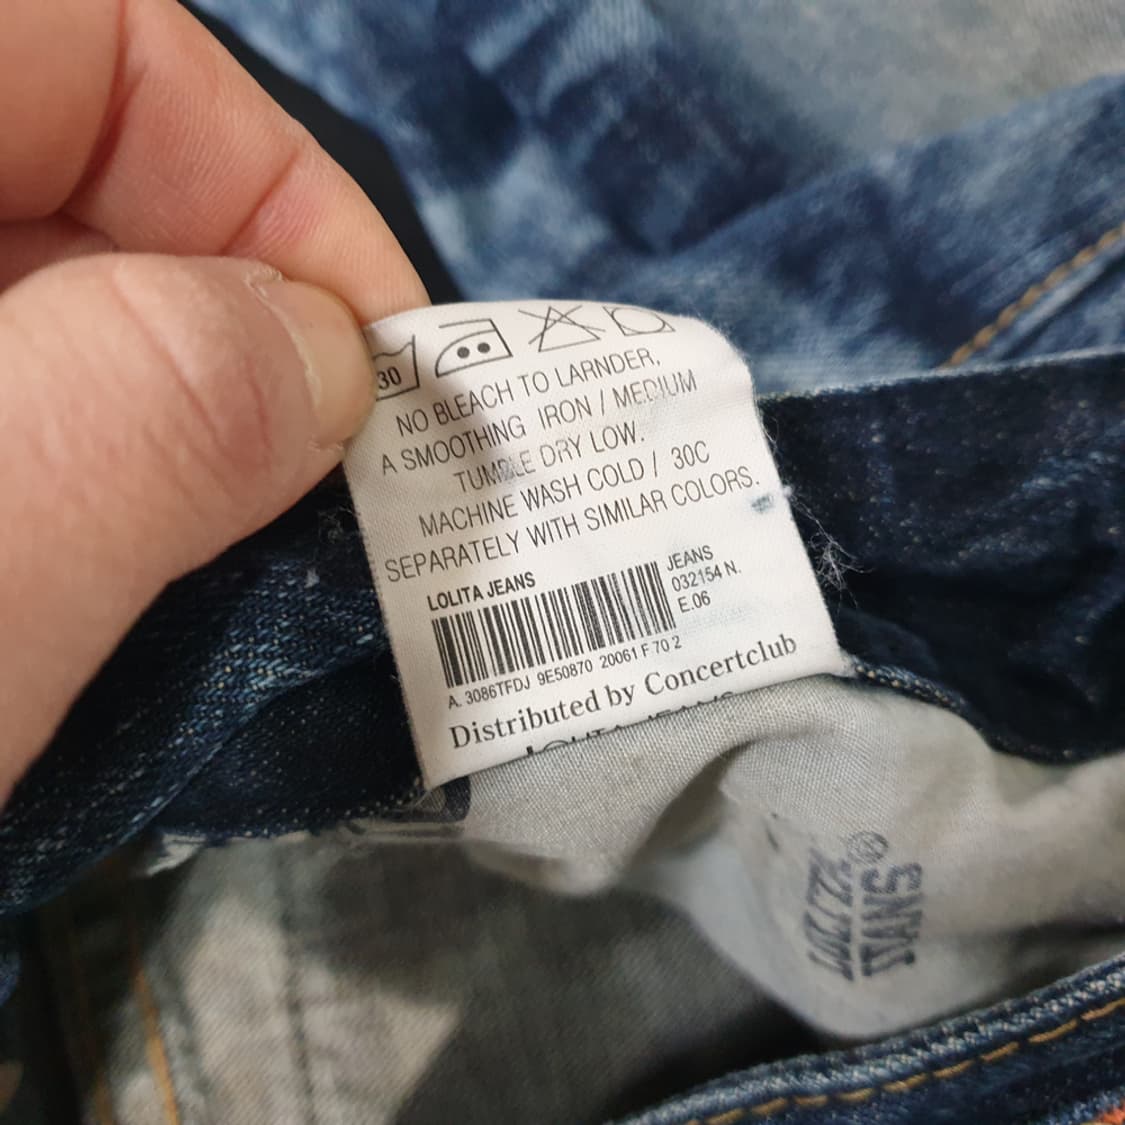 30
NO BLEACH TO LARNDER,
A SMOOTHING IRON / MEDIUM
TUMBLE DRY LOW.
MACHINE WASH COLD / 30C
SEPARATELY WITH SIMILAR COLORS.
LOLITA JEANS
JEANS
032154 N.
E.06
A. 3086TFDJ 9E50870 20061 F 70 2
Distributed by Concertclub
JEANS